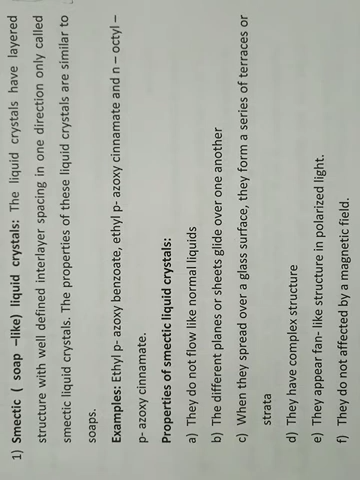 1) Smectic ( soap –like) liquid crystals: The liquid crystals have layered
structure with well defined interlayer spacing in one direction only called
smectic liquid crystals. The properties of these liquid crystals are similar to
soaps.
Examples: Ethyl p- azoxy benzoate, ethyl p- azoxy cinnamate and n – octyl –
p- azoxy cinnamate.
Properties of smectic liquid crystals:
a) They do not flow like normal liquids
b) The different planes or sheets glide over one another
c) When they spread over a glass surface, they form a series of terraces or
strata
d) They have complex structure
e) They appear fan- like structure in polarized light.
f) They do not affected by a magnetic field.